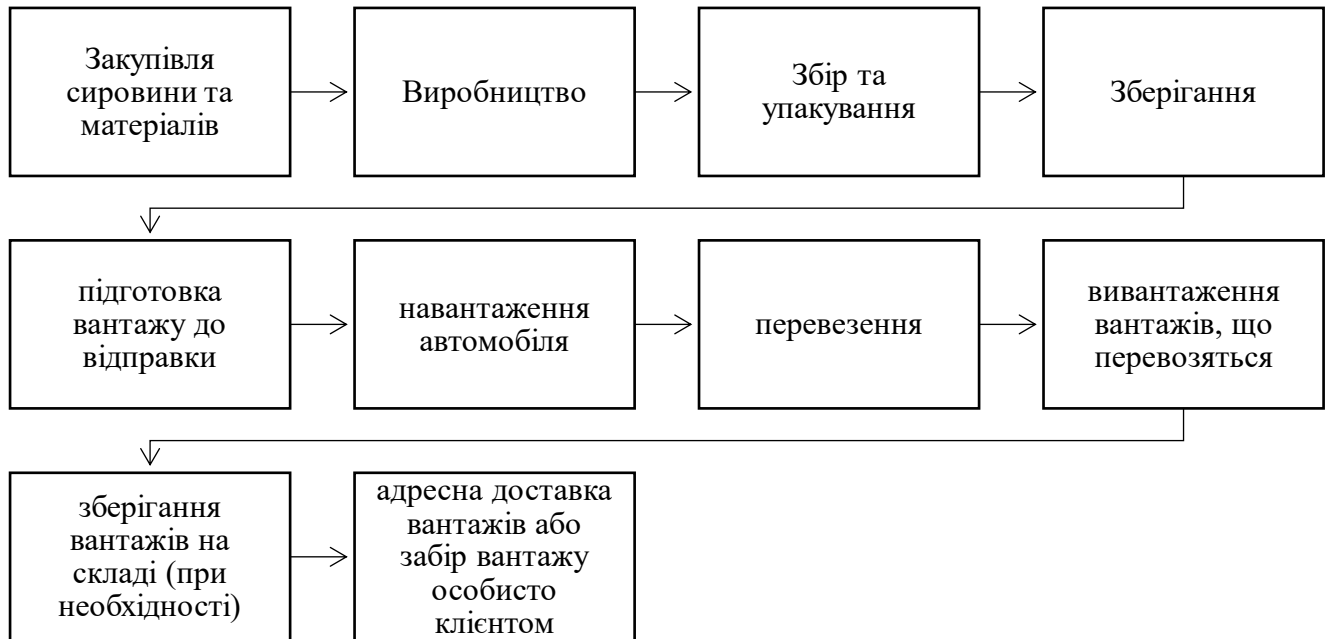 Закупівля
сировини та
матеріалів
Виробництво
Збір та
упакування
Зберігання
підготовка
вантажу до
відправки
навантаження
автомобіля
перевезення
вивантаження
вантажів, що
перевозяться
зберігання
вантажів на
складі (при
необхідності)
адресна доставка
вантажів або
забір вантажу
особисто
клієнтом